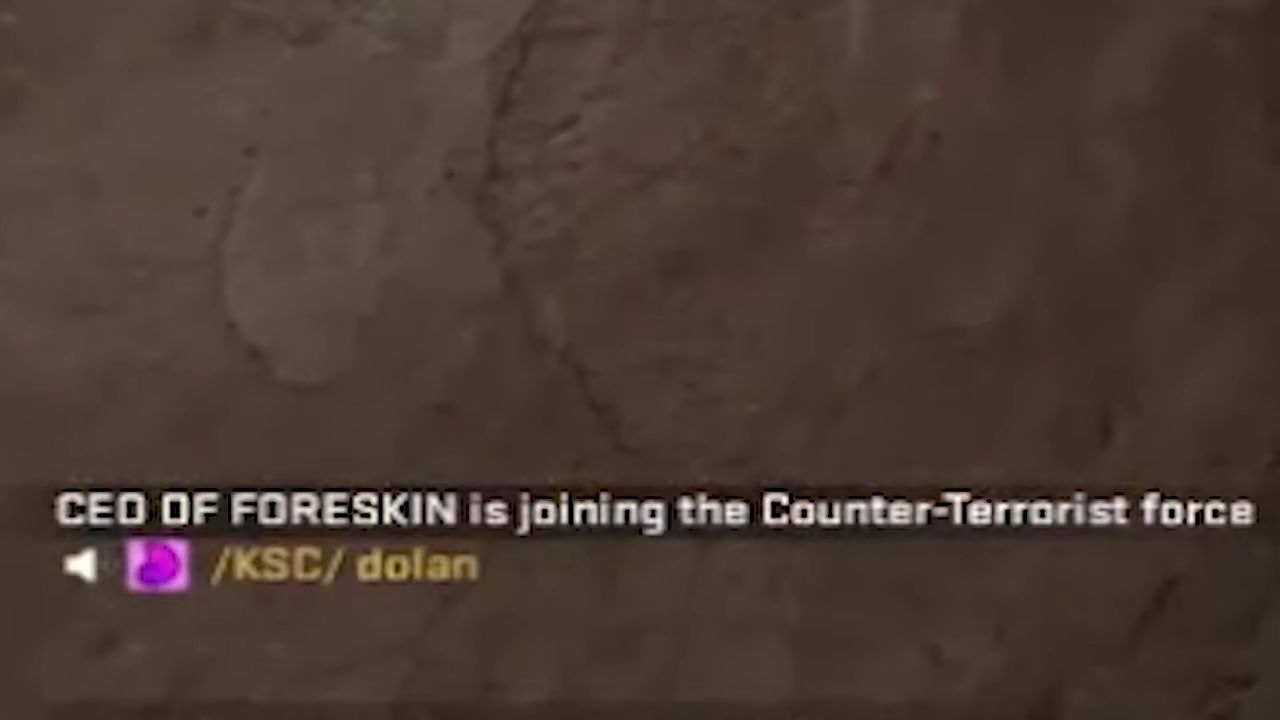 CEO OF FORESKIN is joining the Counter-Terrorist force
/KSC/ dolan